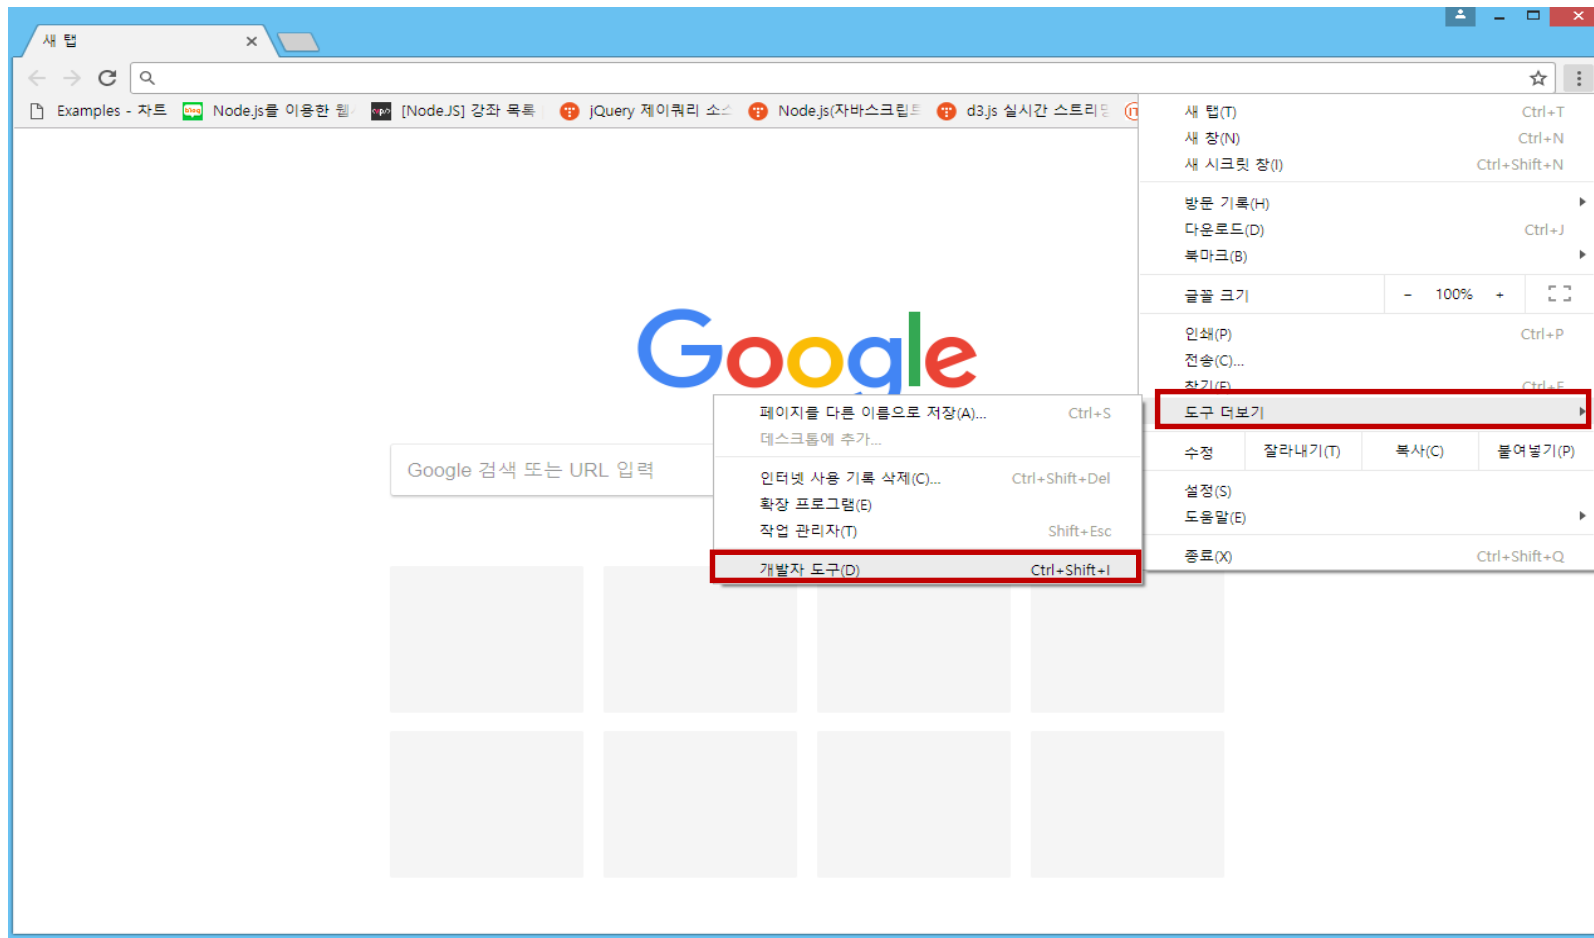 새 탭
Examples - 차트 Node.js를 이용한 웹 [Node.JS] 강좌 목록 jQuery 제이쿼리 소스 Node.js(자바스크립트 d3.js 실시간 스트리밍
새 탭(T) Ctrl+T
새 창(N) Ctrl+N
새 시크릿 창(I) Ctrl+Shift+N
방문 기록(H)
다운로드(D) Ctrl+J
북마크(B)
글꼴 크기 - 100% +
인쇄(P) Ctrl+P
전송(C)...
찾기(F) Ctrl+F
도구 더보기
수정 잘라내기(T) 복사(C) 붙여넣기(P)
설정(S)
도움말(E)
종료(X) Ctrl+Shift+Q
Google
페이지를 다른 이름으로 저장(A)... Ctrl+S
데스크톱에 추가...
인터넷 사용 기록 삭제(C)... Ctrl+Shift+Del
확장 프로그램(E)
작업 관리자(T) Shift+Esc
개발자 도구(D) Ctrl+Shift+I
Google 검색 또는 URL 입력